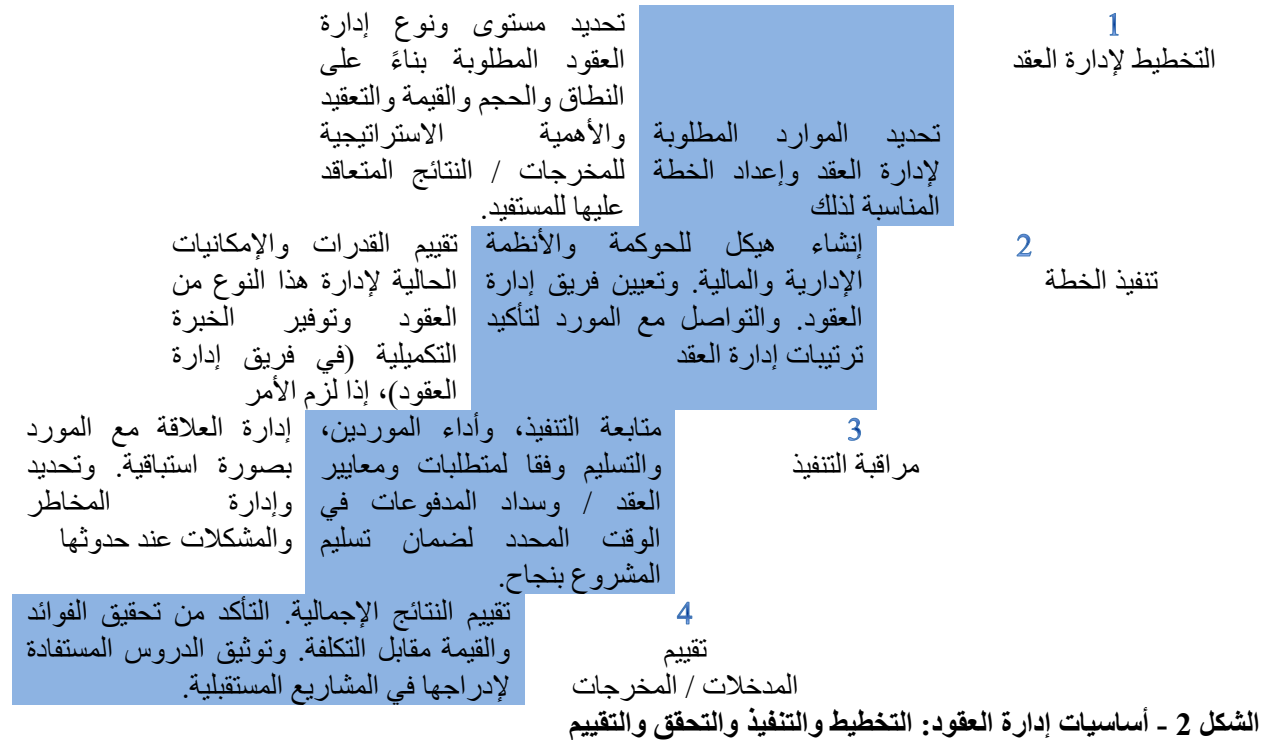 1
التخطيط لإدارة العقد
تحديد الموارد المطلوبة
لإدارة العقد وإعداد الخطة
المناسبة لذلك
تحديد مستوى ونوع إدارة
العقود المطلوبة بناءً على
النطاق والحجم والقيمة والتعقيد
والأهمية الاستراتيجية
للمخرجات / النتائج المتعاقد
عليها للمستفيد.
2
تنفيذ الخطة
إنشاء هيكل للحوكمة والأنظمة
الإدارية والمالية. وتعيين فريق إدارة
العقود. والتواصل مع المورد لتأكيد
ترتيبات إدارة العقد
تقييم القدرات والإمكانيات
الحالية لإدارة هذا النوع من
العقود وتوفير الخبرة
التكميلية (في فريق إدارة
العقود)، إذا لزم الأمر
3
مراقبة التنفيذ
متابعة التنفيذ، وأداء الموردين،
والتسليم وفقا لمتطلبات ومعايير
العقد / وسداد المدفوعات في
الوقت المحدد لضمان تسليم
المشروع بنجاح.
إدارة العلاقة مع المورد
بصورة استباقية. وتحديد
وإدارة المخاطر
والمشكلات عند حدوثها
4
تقييم
المدخلات / المخرجات
تقييم النتائج الإجمالية. التأكد من تحقيق الفوائد
والقيمة مقابل التكلفة. وتوثيق الدروس المستفادة
لإدراجها في المشاريع المستقبلية.
الشكل 2 - أساسيات إدارة العقود: التخطيط والتنفيذ والتحقق والتقييم